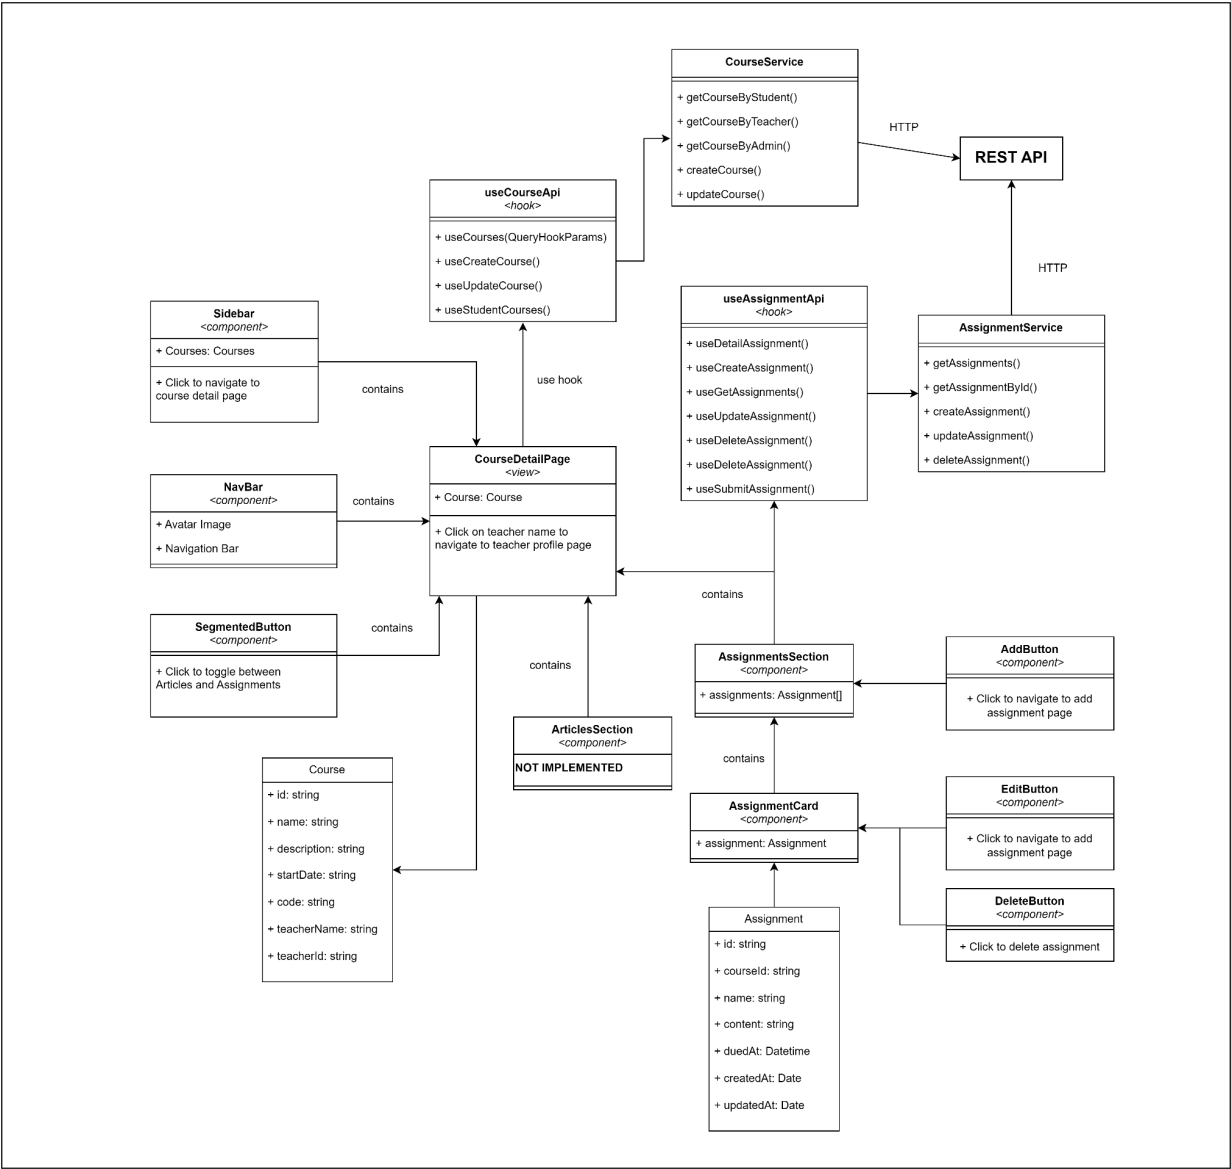 CourseService
+ getCourseByStudent()
+ getCourseByTeacher()
+ getCourseByAdmin()
+ createCourse()
+ updateCourse()
HTTP
REST API
useCourseApi
<hook>
+ useCourses(QueryHookParams)
+ useCreateCourse()
+ useUpdateCourse()
+ useStudentCourses()
HTTP
useAssignmentApi
<hook>
+ useDetailAssignment()
+ useCreateAssignment()
+ useGetAssignments()
+ useUpdateAssignment()
+ useDeleteAssignment()
+ useDeleteAssignment()
+ useSubmitAssignment()
AssignmentService
+ getAssignments()
+ getAssignmentById()
+ createAssignment()
+ updateAssignment()
+ deleteAssignment()
Sidebar
<component>
+ Courses: Courses
+ Click to navigate to
course detail page
contains
use hook
CourseDetailPage
<view>
+ Course: Course
+ Click on teacher name to
navigate to teacher profile page
NavBar
<component>
+ Avatar Image
+ Navigation Bar
contains
SegmentedButton
<component>
+ Click to toggle between
Articles and Assignments
contains
contains
contains
AssignmentsSection
<component>
+ assignments: Assignment[]
AddButton
<component>
+ Click to navigate to add
assignment page
ArticlesSection
<component>
NOT IMPLEMENTED
contains
Course
+ id: string
+ name: string
+ description: string
+ startDate: string
+ code: string
+ teacherName: string
+ teacherId: string
AssignmentCard
<component>
+ assignment: Assignment
EditButton
<component>
+ Click to navigate to add
assignment page
DeleteButton
<component>
+ Click to delete assignment
Assignment
+ id: string
+ courseId: string
+ name: string
+ content: string
+ duedAt: Datetime
+ createdAt: Date
+ updatedAt: Date